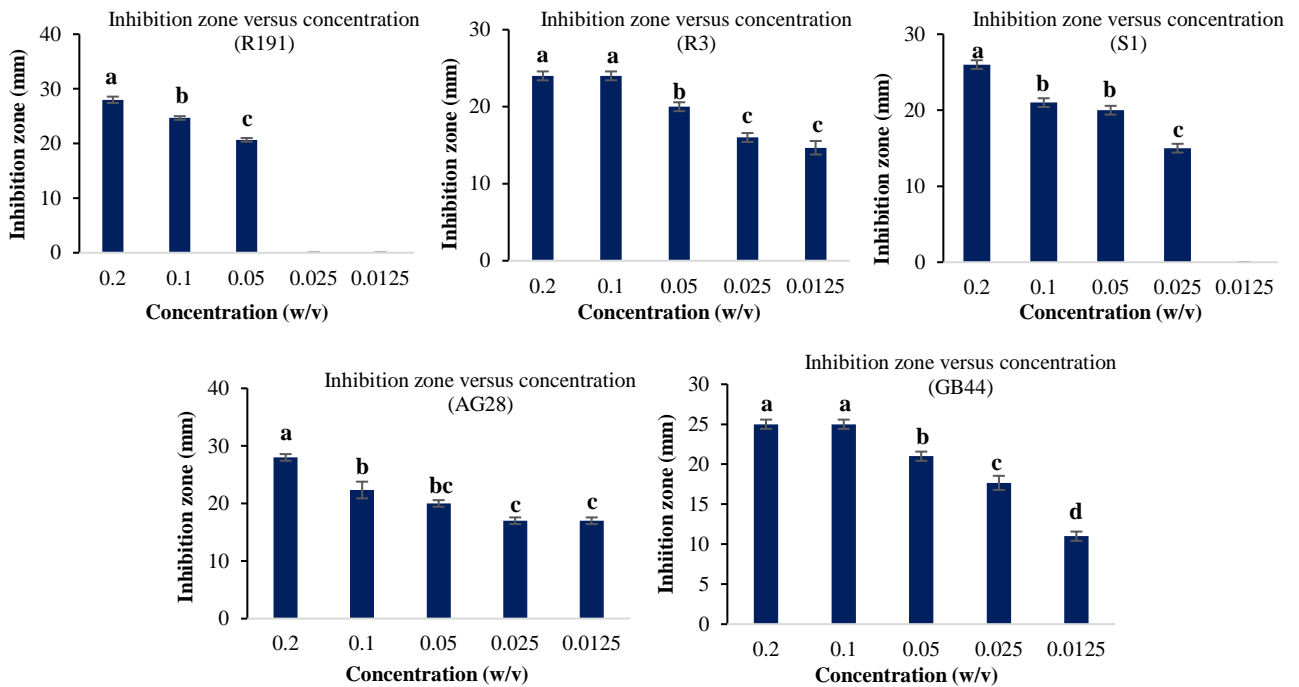 Inhibition zone versus concentration
(R191)
Inhibition zone (mm)
40
30
20
10
0
a
b
c
0.2 0.1 0.05 0.025 0.0125
Concentration (w/v)
Inhibition zone versus concentration
(R3)
Inhibition zone (mm)
30
20
10
0
a
a
b
c
c
0.2 0.1 0.05 0.025 0.0125
Concentration (w/v)
Inhibition zone versus concentration
(S1)
Inhibition zone (mm)
30
20
10
0
a
b
b
c
0.2 0.1 0.05 0.025 0.0125
Concentration (w/v)
Inhibition zone versus concentration
(AG28)
Inhibition zone (mm)
40
30
20
10
0
a
b
bc
c
c
0.2 0.1 0.05 0.025 0.0125
Concentration (w/v)
Inhibition zone versus concentration
(GB44)
Inhiition zone (mm)
30
25
20
15
10
5
0
a
a
b
c
d
0.2 0.1 0.05 0.025 0.0125
Concentration (w/v)